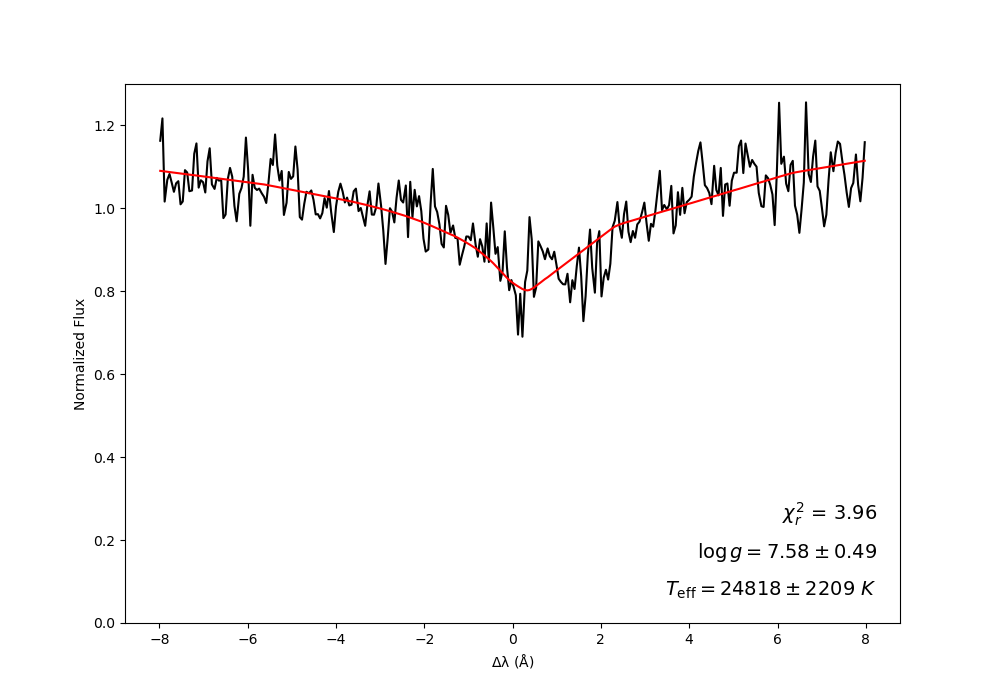 1.2
1.0
0.8
0.6
0.4
0.2
0.0
Normalized Flux
χ²ᵣ = 3.96
log g = 7.58 ± 0.49
T_eff = 24818 ± 2209 K
−8 −6 −4 −2 0 2 4 6 8
Δλ (Å)